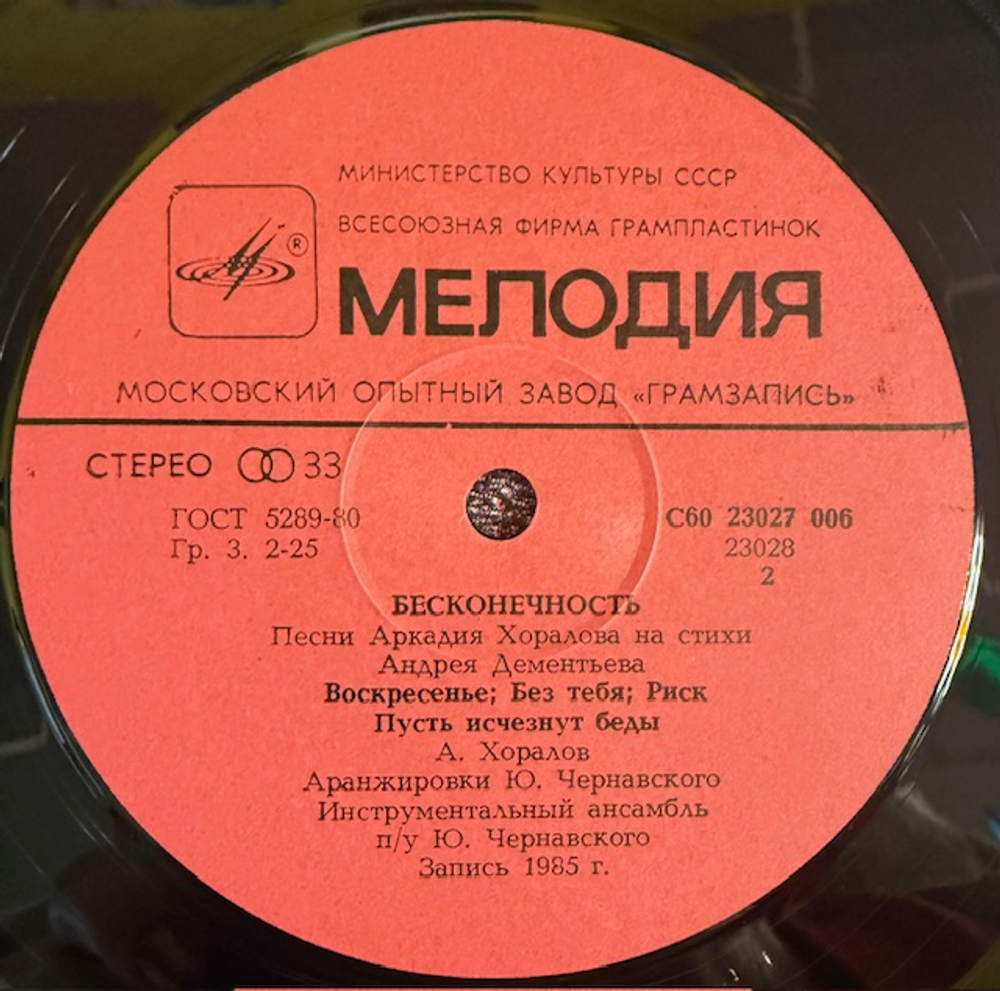 МИНИСТЕРСТВО КУЛЬТУРЫ СССР
ВСЕСОЮЗНАЯ ФИРМА ГРАМПЛАСТИНОК
®
МЕЛОДИЯ
МОСКОВСКИЙ ОПЫТНЫЙ ЗАВОД «ГРАМЗАПИСЬ»
СТЕРЕО 33
ГОСТ 5289-80 С60 23027 006
Гр. 3. 2-25 23028
2
БЕСКОНЕЧНОСТЬ
Песни Аркадия Хоралова на стихи
Андрея Дементьева
Воскресенье; Без тебя; Риск
Пусть исчезнут беды
А. Хоралов
Аранжировки Ю. Чернавского
Инструментальный ансамбль
п/у Ю. Чернавского
Запись 1985 г.